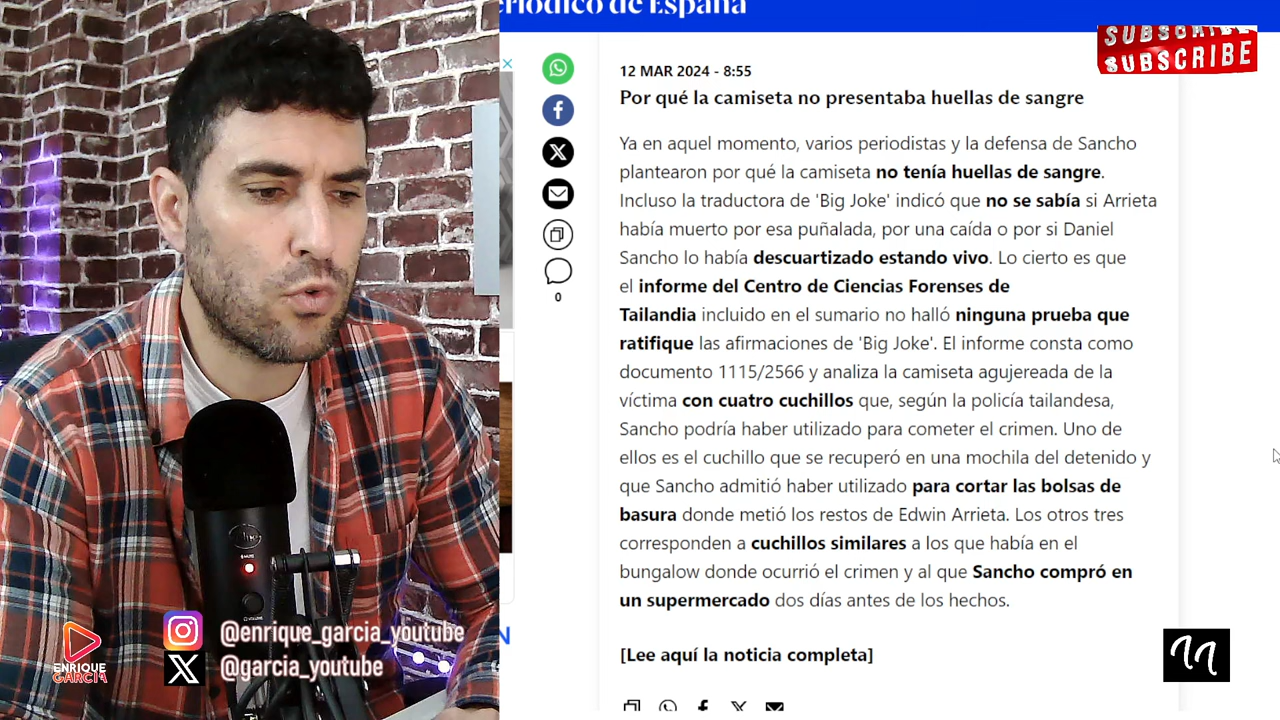 eriódico de España
SUBSCRIBE
SUBSCRIBE
12 MAR 2024 - 8:55
Por qué la camiseta no presentaba huellas de sangre
Ya en aquel momento, varios periodistas y la defensa de Sancho
plantearon por qué la camiseta no tenía huellas de sangre.
Incluso la traductora de 'Big Joke' indicó que no se sabía si Arrieta
había muerto por esa puñalada, por una caída o por si Daniel
Sancho lo había descuartizado estando vivo. Lo cierto es que
el informe del Centro de Ciencias Forenses de
Tailandia incluido en el sumario no halló ninguna prueba que
ratifique las afirmaciones de 'Big Joke'. El informe consta como
documento 1115/2566 y analiza la camiseta agujereada de la
víctima con cuatro cuchillos que, según la policía tailandesa,
Sancho podría haber utilizado para cometer el crimen. Uno de
ellos es el cuchillo que se recuperó en una mochila del detenido y
que Sancho admitió haber utilizado para cortar las bolsas de
basura donde metió los restos de Edwin Arrieta. Los otros tres
corresponden a cuchillos similares a los que había en el
bungalow donde ocurrió el crimen y al que Sancho compró en
un supermercado dos días antes de los hechos.
[Lee aquí la noticia completa]
0
N
@enrique_garcia_youtube
@garcia_youtube
ENRIQUE
GARCIA